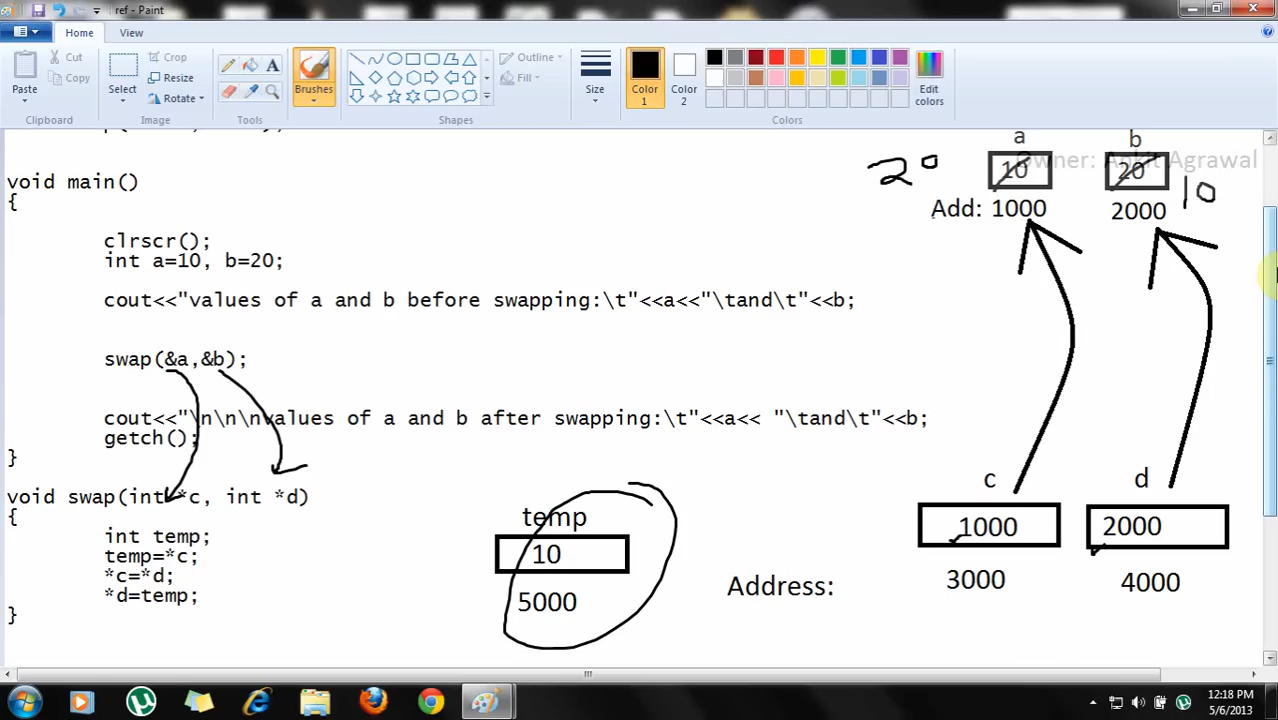 ref - Paint
Home
View
Paste
Cut
Copy
Clipboard
Select
Crop
Resize
Rotate
Image
Tools
Brushes
Shapes
Outline
Fill
Size
Color 1
Color 2
Edit colors
Colors
void main()
{
clrscr();
int a=10, b=20;
cout<<"values of a and b before swapping:\t"<<a<<"\tand\t"<<b;
swap(&a,&b);
cout<<"\n\n\nvalues of a and b after swapping:\t"<<a<< "\tand\t"<<b;
getch();
}
void swap(int *c, int *d)
{
int temp;
temp=*c;
*c=*d;
*d=temp;
}
temp
10
5000
a
b
Owner: Ankit Agrawal
20
10
20
10
Add: 1000
2000
c
d
1000
2000
Address:
3000
4000
12:18 PM
5/6/2013